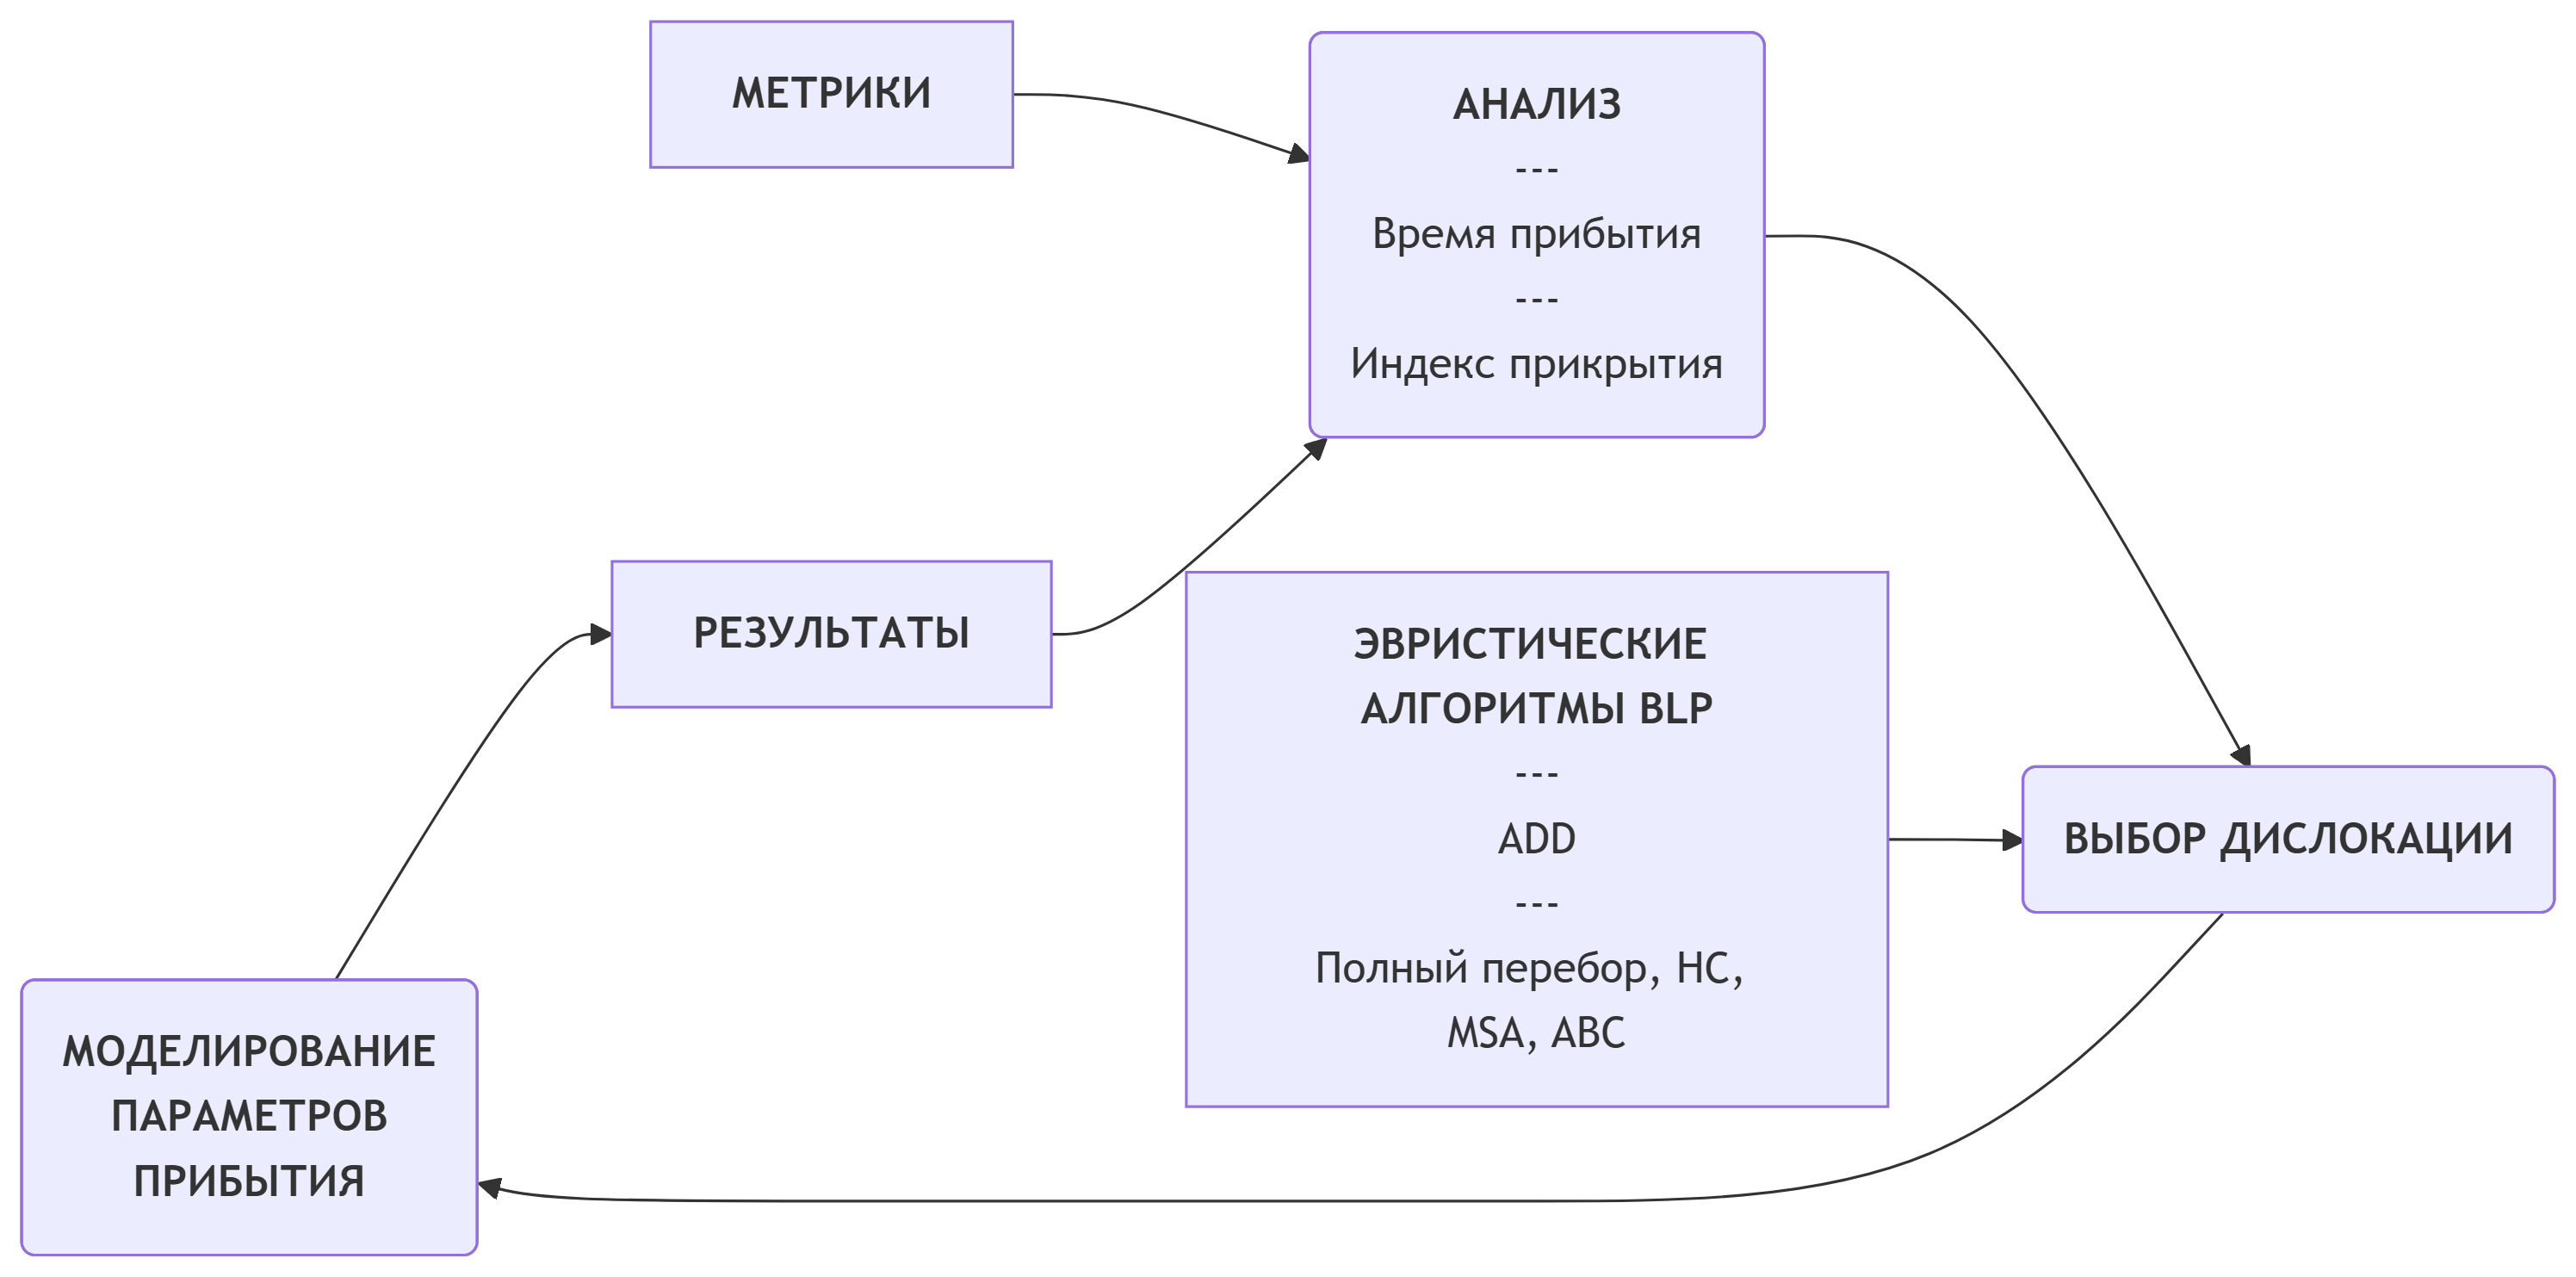 МЕТРИКИ
АНАЛИЗ
---
Время прибытия
---
Индекс прикрытия
РЕЗУЛЬТАТЫ
ЭВРИСТИЧЕСКИЕ
АЛГОРИТМЫ BLP
---
ADD
---
Полный перебор, HC,
MSA, ABC
ВЫБОР ДИСЛОКАЦИИ
МОДЕЛИРОВАНИЕ
ПАРАМЕТРОВ
ПРИБЫТИЯ